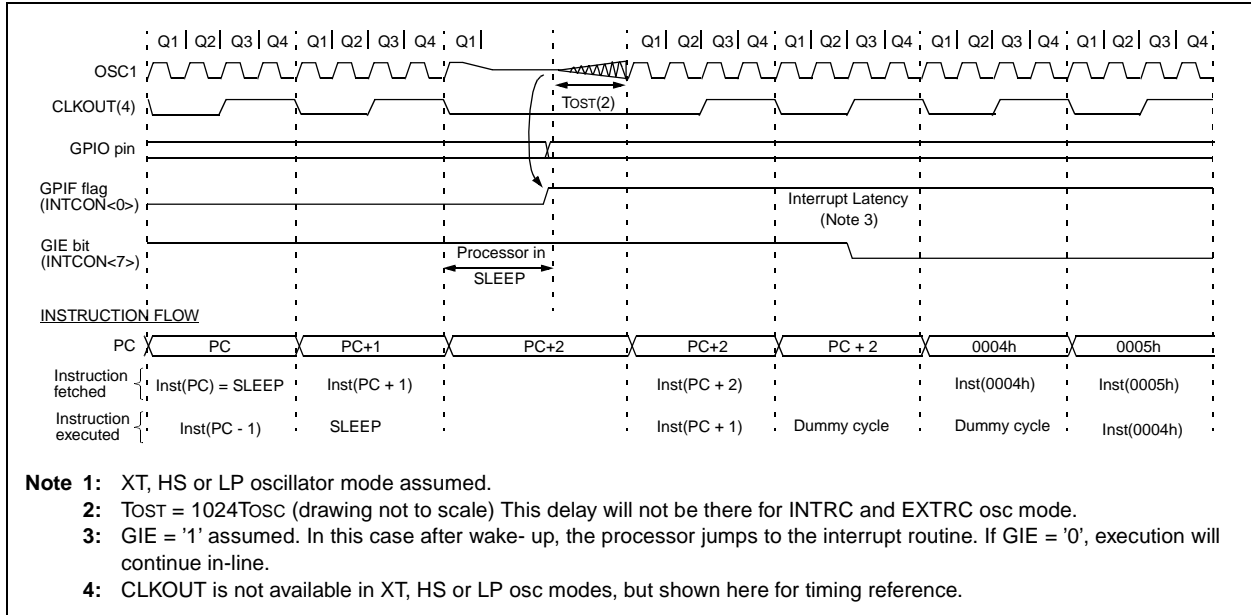 Q1 Q2 Q3 Q4 Q1 Q2 Q3 Q4 Q1 Q1 Q2 Q3 Q4 Q1 Q2 Q3 Q4 Q1 Q2 Q3 Q4 Q1 Q2 Q3 Q4
OSC1
TOST(2)
CLKOUT(4)
GPIO pin
GPIF flag
(INTCON<0>)
Interrupt Latency
(Note 3)
GIE bit
(INTCON<7>)
Processor in
SLEEP
INSTRUCTION FLOW
PC PC PC+1 PC+2 PC+2 PC + 2 0004h 0005h
Instruction
fetched
Inst(PC) = SLEEP Inst(PC + 1) Inst(PC + 2) Inst(0004h) Inst(0005h)
Instruction
executed
Inst(PC - 1) SLEEP Inst(PC + 1) Dummy cycle Dummy cycle Inst(0004h)
Note 1: XT, HS or LP oscillator mode assumed.
2: TOST = 1024TOSC (drawing not to scale) This delay will not be there for INTRC and EXTRC osc mode.
3: GIE = '1' assumed. In this case after wake- up, the processor jumps to the interrupt routine. If GIE = '0', execution will
continue in-line.
4: CLKOUT is not available in XT, HS or LP osc modes, but shown here for timing reference.